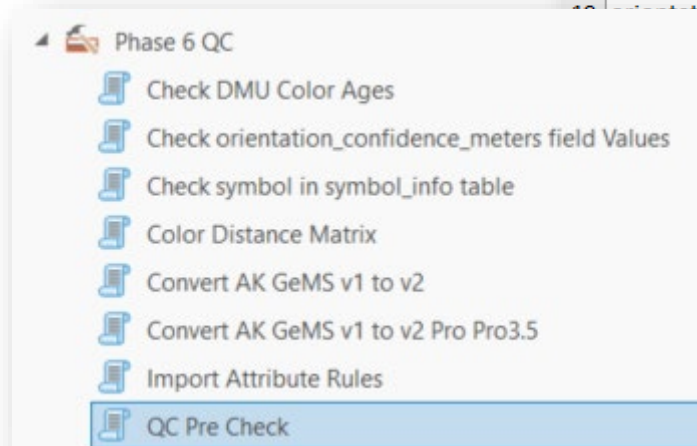 Phase 6 QC
Check DMU Color Ages
Check orientation_confidence_meters field Values
Check symbol in symbol_info table
Color Distance Matrix
Convert AK GeMS v1 to v2
Convert AK GeMS v1 to v2 Pro Pro3.5
Import Attribute Rules
QC Pre Check